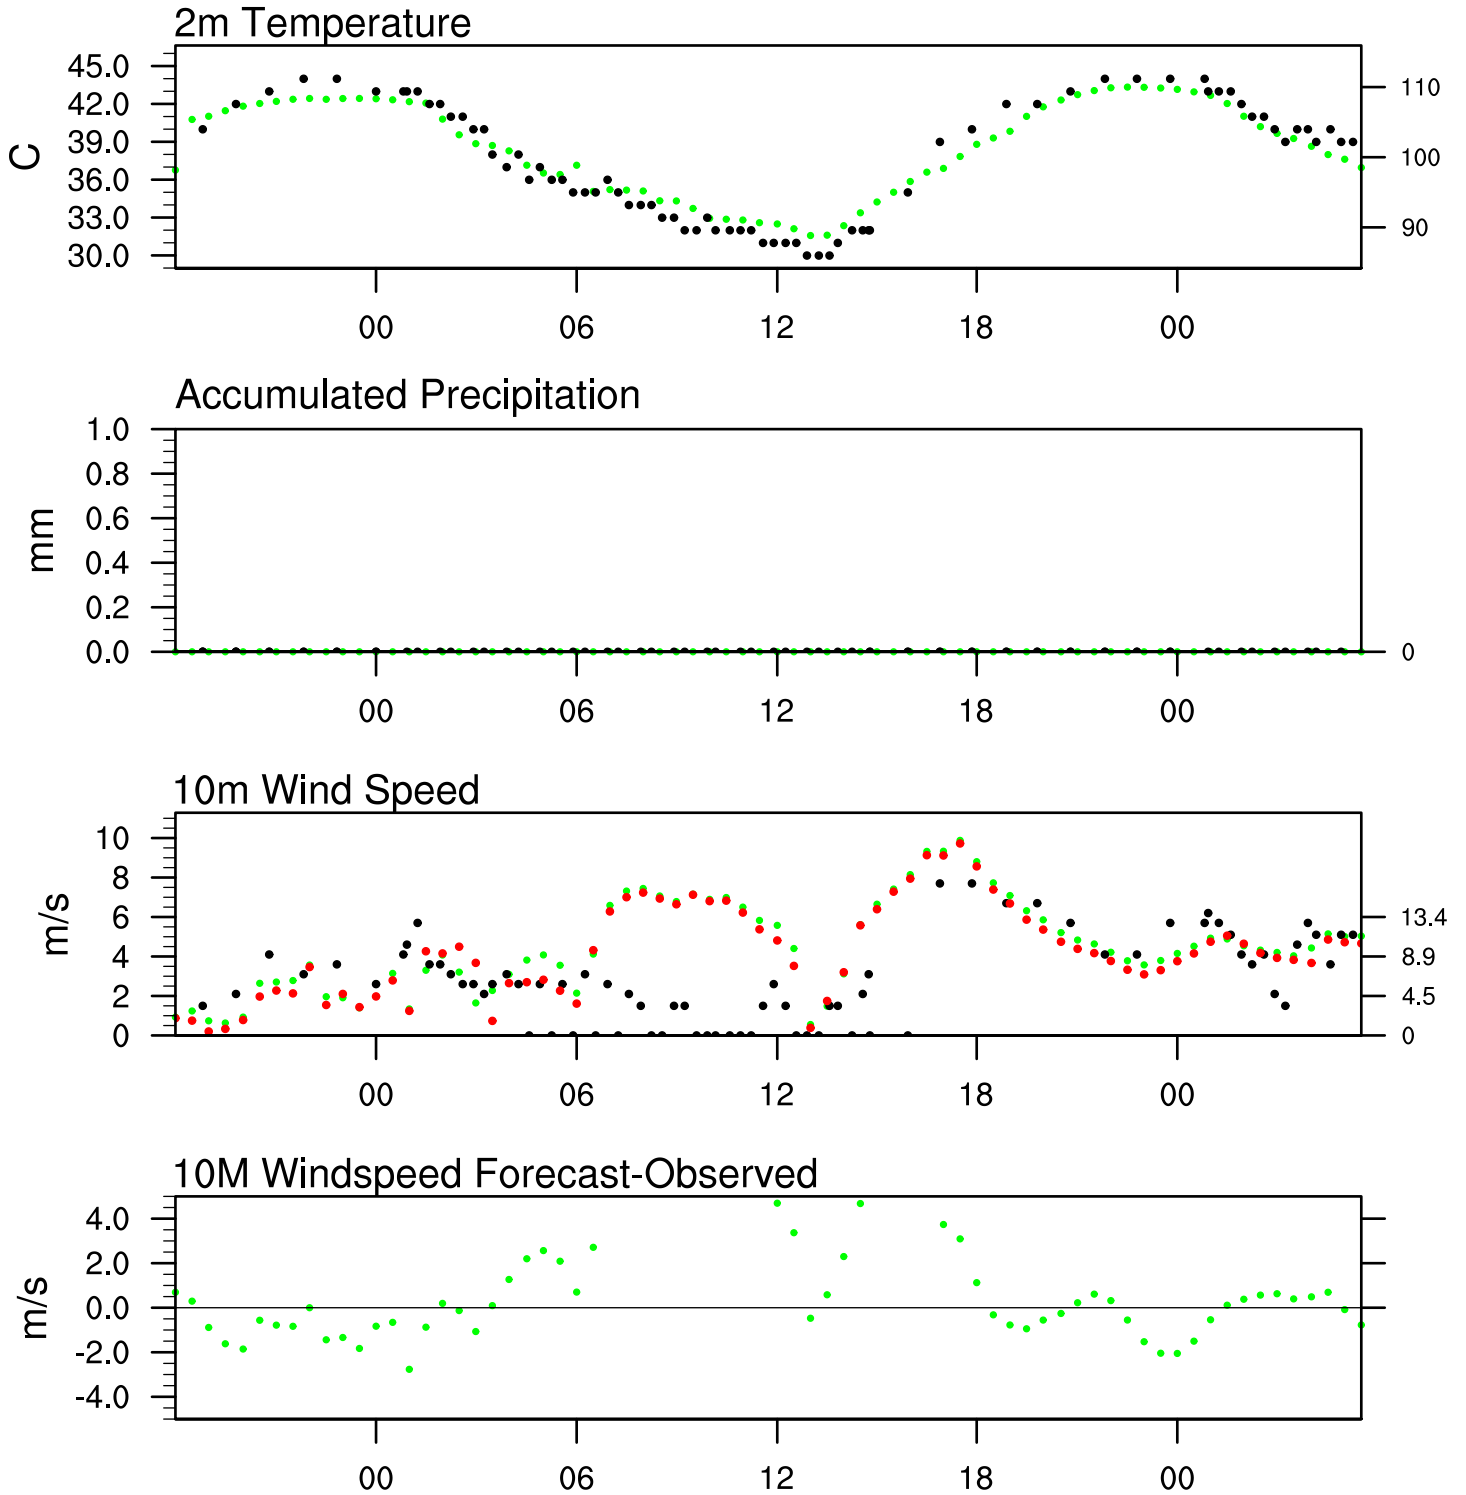 2m Temperature
45.0
42.0
39.0
36.0
33.0
30.0
C
110
100
90
00 06 12 18 00
Accumulated Precipitation
1.0
0.8
0.6
0.4
0.2
0.0
mm
0
00 06 12 18 00
10m Wind Speed
10
8
6
4
2
0
m/s
13.4
8.9
4.5
0
00 06 12 18 00
10M Windspeed Forecast-Observed
4.0
2.0
0.0
-2.0
-4.0
m/s
00 06 12 18 00